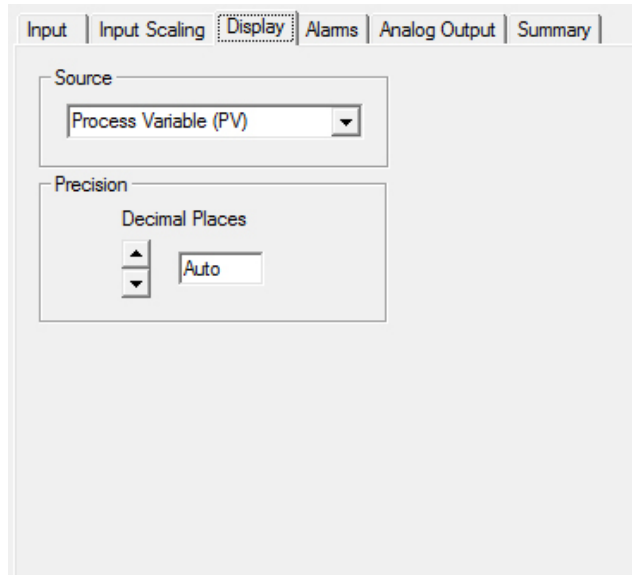 Input Input Scaling Display Alarms Analog Output Summary
Source
Process Variable (PV)
Precision
Decimal Places
Auto